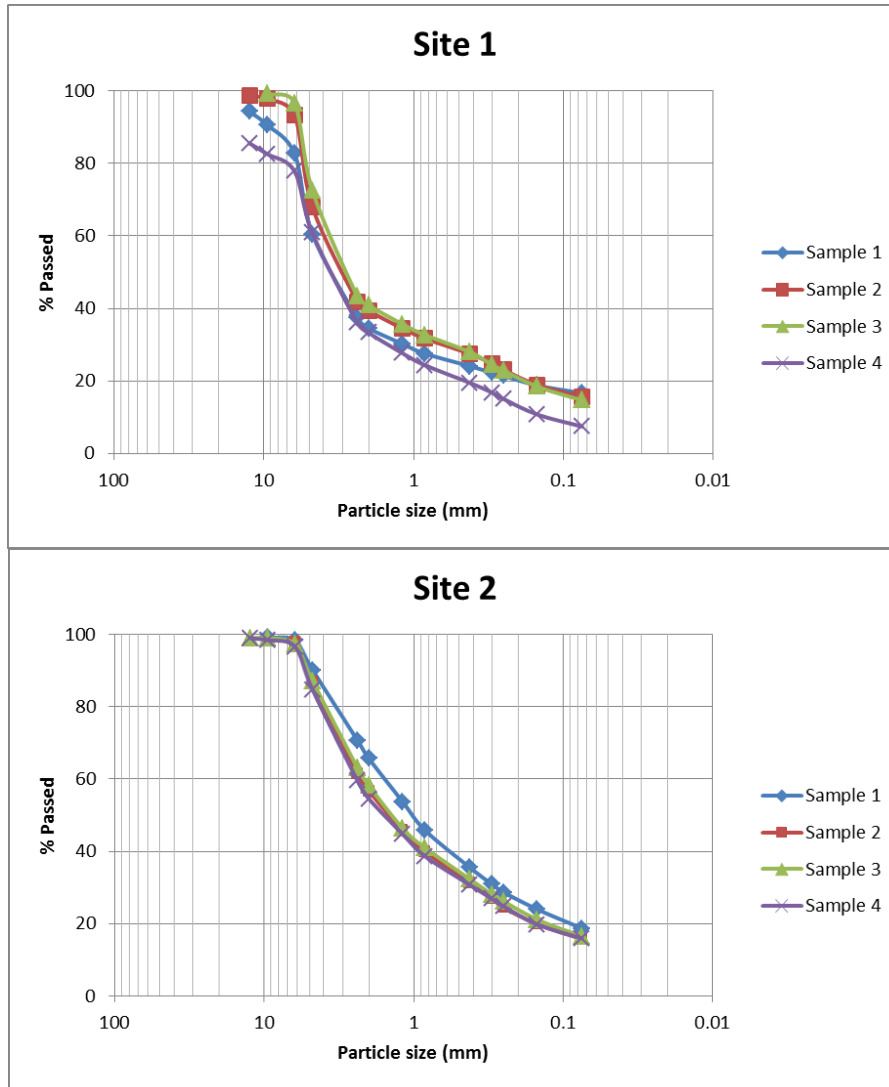 Site 1
100
80
60
40
20
0
% Passed
100 10 1 0.1 0.01
Particle size (mm)
Sample 1
Sample 2
Sample 3
Sample 4
Site 2
100
80
60
40
20
0
% Passed
100 10 1 0.1 0.01
Particle size (mm)
Sample 1
Sample 2
Sample 3
Sample 4